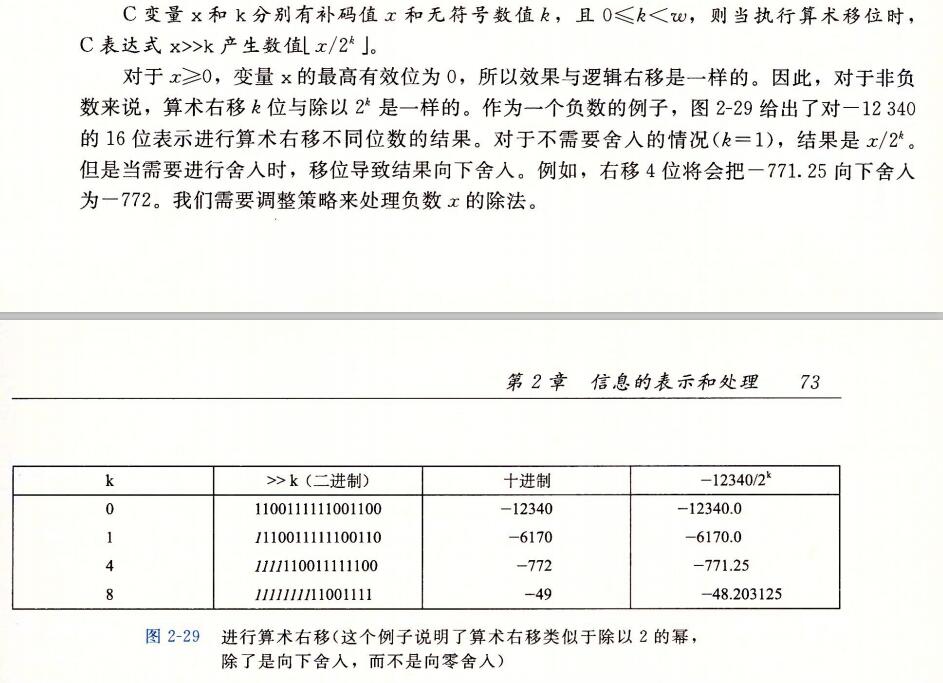 C 变量 x 和 k 分别有补码值 x 和无符号数值 k，且 0≤k＜w，则当执行算术移位时，
C 表达式 x>>k 产生数值⌊x/2ᵏ⌋。
对于 x≥0，变量 x 的最高有效位为 0，所以效果与逻辑右移是一样的。因此，对于非负
数来说，算术右移 k 位与除以 2ᵏ 是一样的。作为一个负数的例子，图 2-29 给出了对－12 340
的 16 位表示进行算术右移不同位数的结果。对于不需要舍入的情况(k＝1)，结果是 x/2ᵏ。
但是当需要进行舍入时，移位导致结果向下舍入。例如，右移 4 位将会把－771.25 向下舍入
为－772。我们需要调整策略来处理负数 x 的除法。
第 2 章 信息的表示和处理 73
k >> k（二进制） 十进制 －12340/2ᵏ
0 1100111111001100 －12340 －12340.0
1 1110011111100110 －6170 －6170.0
4 1111110011111100 －772 －771.25
8 1111111111001111 －49 －48.203125
图 2-29 进行算术右移(这个例子说明了算术右移类似于除以 2 的幂，
除了是向下舍入，而不是向零舍入)